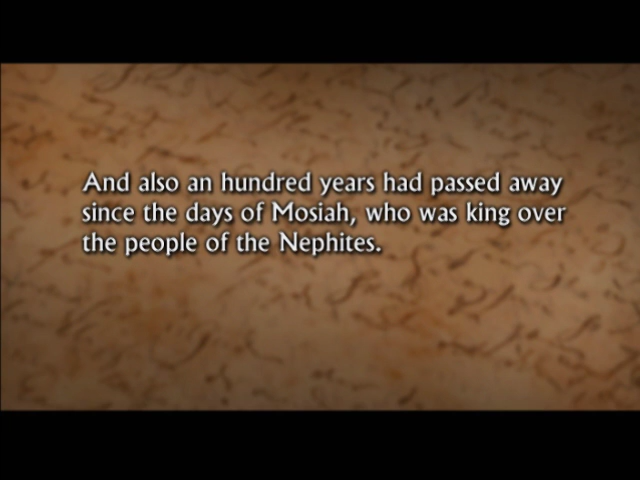 And also an hundred years had passed away
since the days of Mosiah, who was king over
the people of the Nephites.